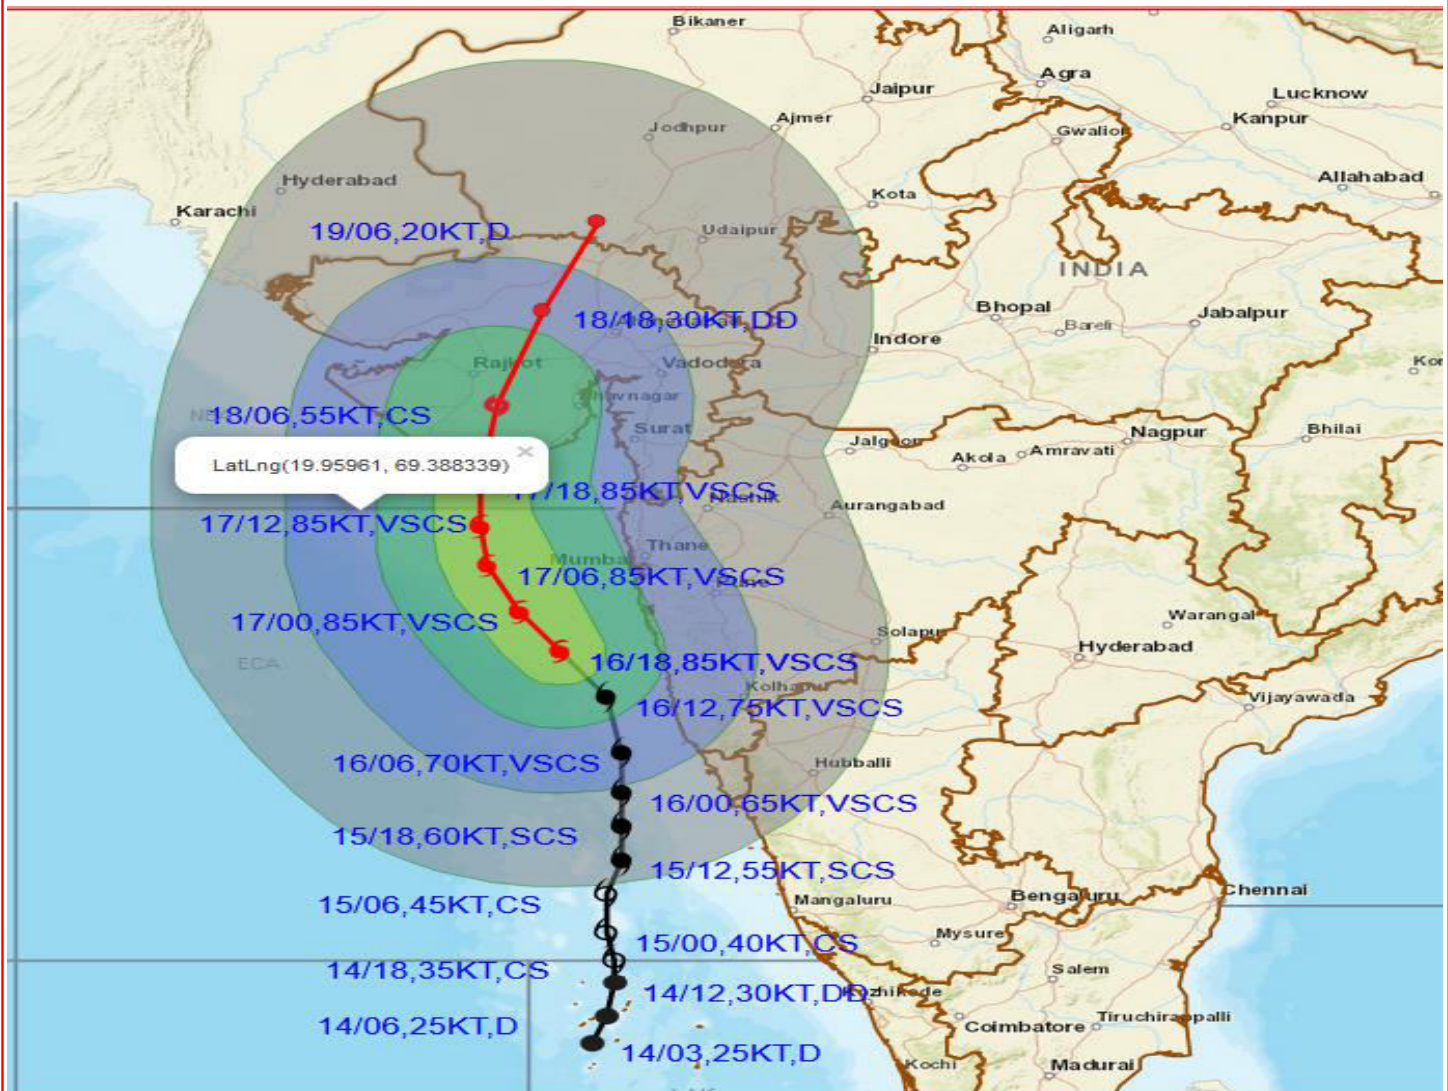 Bikaner
Aligarh
Agra
Jaipur
Lucknow
Ajmer
Kanpur
Jodhpur
Gwalior
Hyderabad
Allahabad
Kota
Karachi
19/06,20KT,D
Udaipur
INDIA
Bhopal
Jabalpur
18/18,30KT,DD
Bareli
Indore
Rajkot
Vadodara
18/06,55KT,CS
Bhavnagar
Surat
Nagpur
Bhilai
Jalgaon
Akola
Amravati
LatLng(19.95961, 69.388339)
×
17/18,85KT,VSCS
Nashik
Aurangabad
17/12,85KT,VSCS
Thane
Mumbai
17/06,85KT,VSCS
Pune
17/00,85KT,VSCS
Warangal
Solapur
Hyderabad
ECA
16/18,85KT,VSCS
Kolhapur
Vijayawada
16/12,75KT,VSCS
16/06,70KT,VSCS
Hubballi
16/00,65KT,VSCS
15/18,60KT,SCS
15/12,55KT,SCS
Bengaluru
Chennai
Mangaluru
15/06,45KT,CS
Mysure
15/00,40KT,CS
14/18,35KT,CS
Salem
14/12,30KT,DD
Kozhikode
14/06,25KT,D
Coimbatore
Tiruchirappalli
14/03,25KT,D
Kochi
Madurai